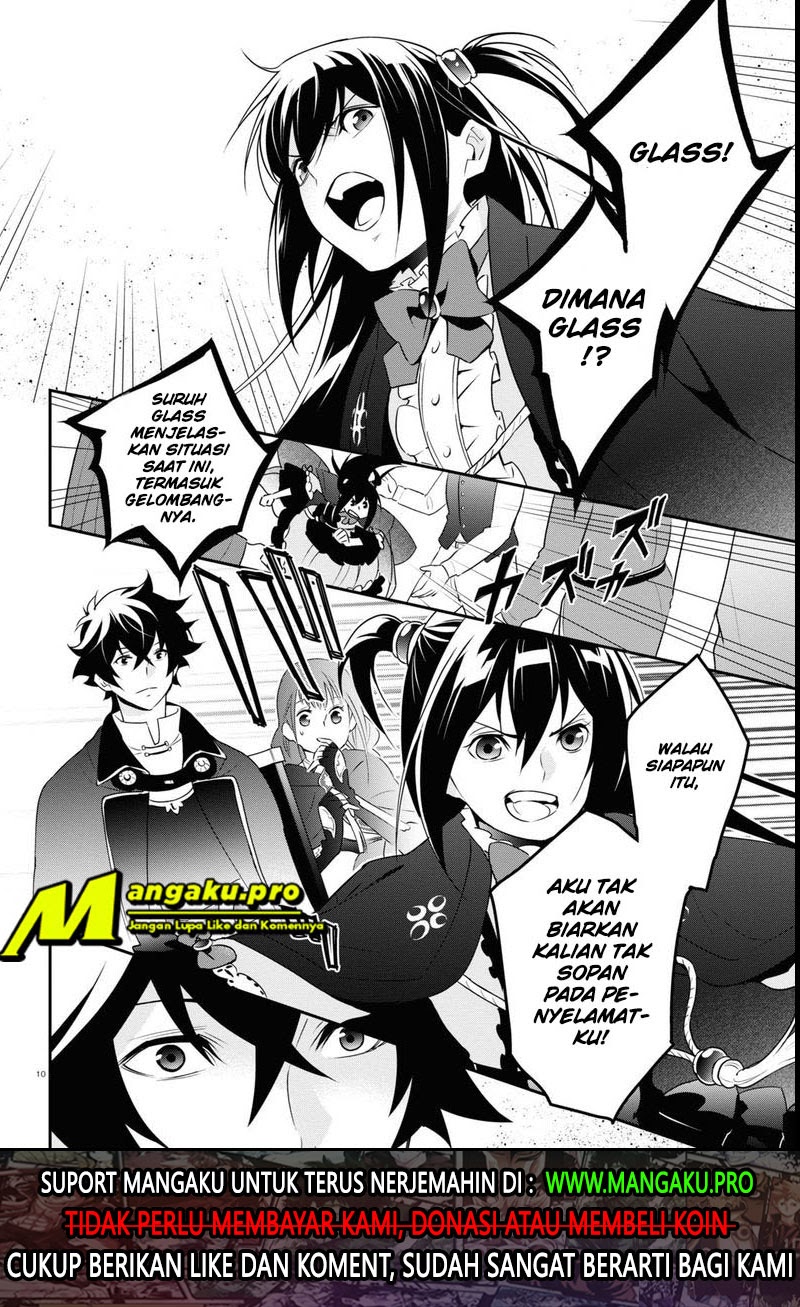 GLASS!
DIMANA
GLASS
!?
SURUH
GLASS
MENJELAS-
KAN SITUASI
SAAT INI,
TERMASUK
GELOMBANG-
NYA.
ズ
ズ
カ
WALAU
SIAPAPUN
ITU,
AKU TAK
AKAN
BIARKAN
KALIAN TAK
SOPAN
PADA PE-
NYELAMAT-
KU!
Mangaku.pro
Jangan Lupa Like dan Komennya
10
SUPORT MANGAKU UNTUK TERUS NERJEMAHIN DI : WWW.MANGAKU.PRO
TIDAK PERLU MEMBAYAR KAMI, DONASI ATAU MEMBELI KOIN
CUKUP BERIKAN LIKE DAN KOMENT, SUDAH SANGAT BERARTI BAGI KAMI